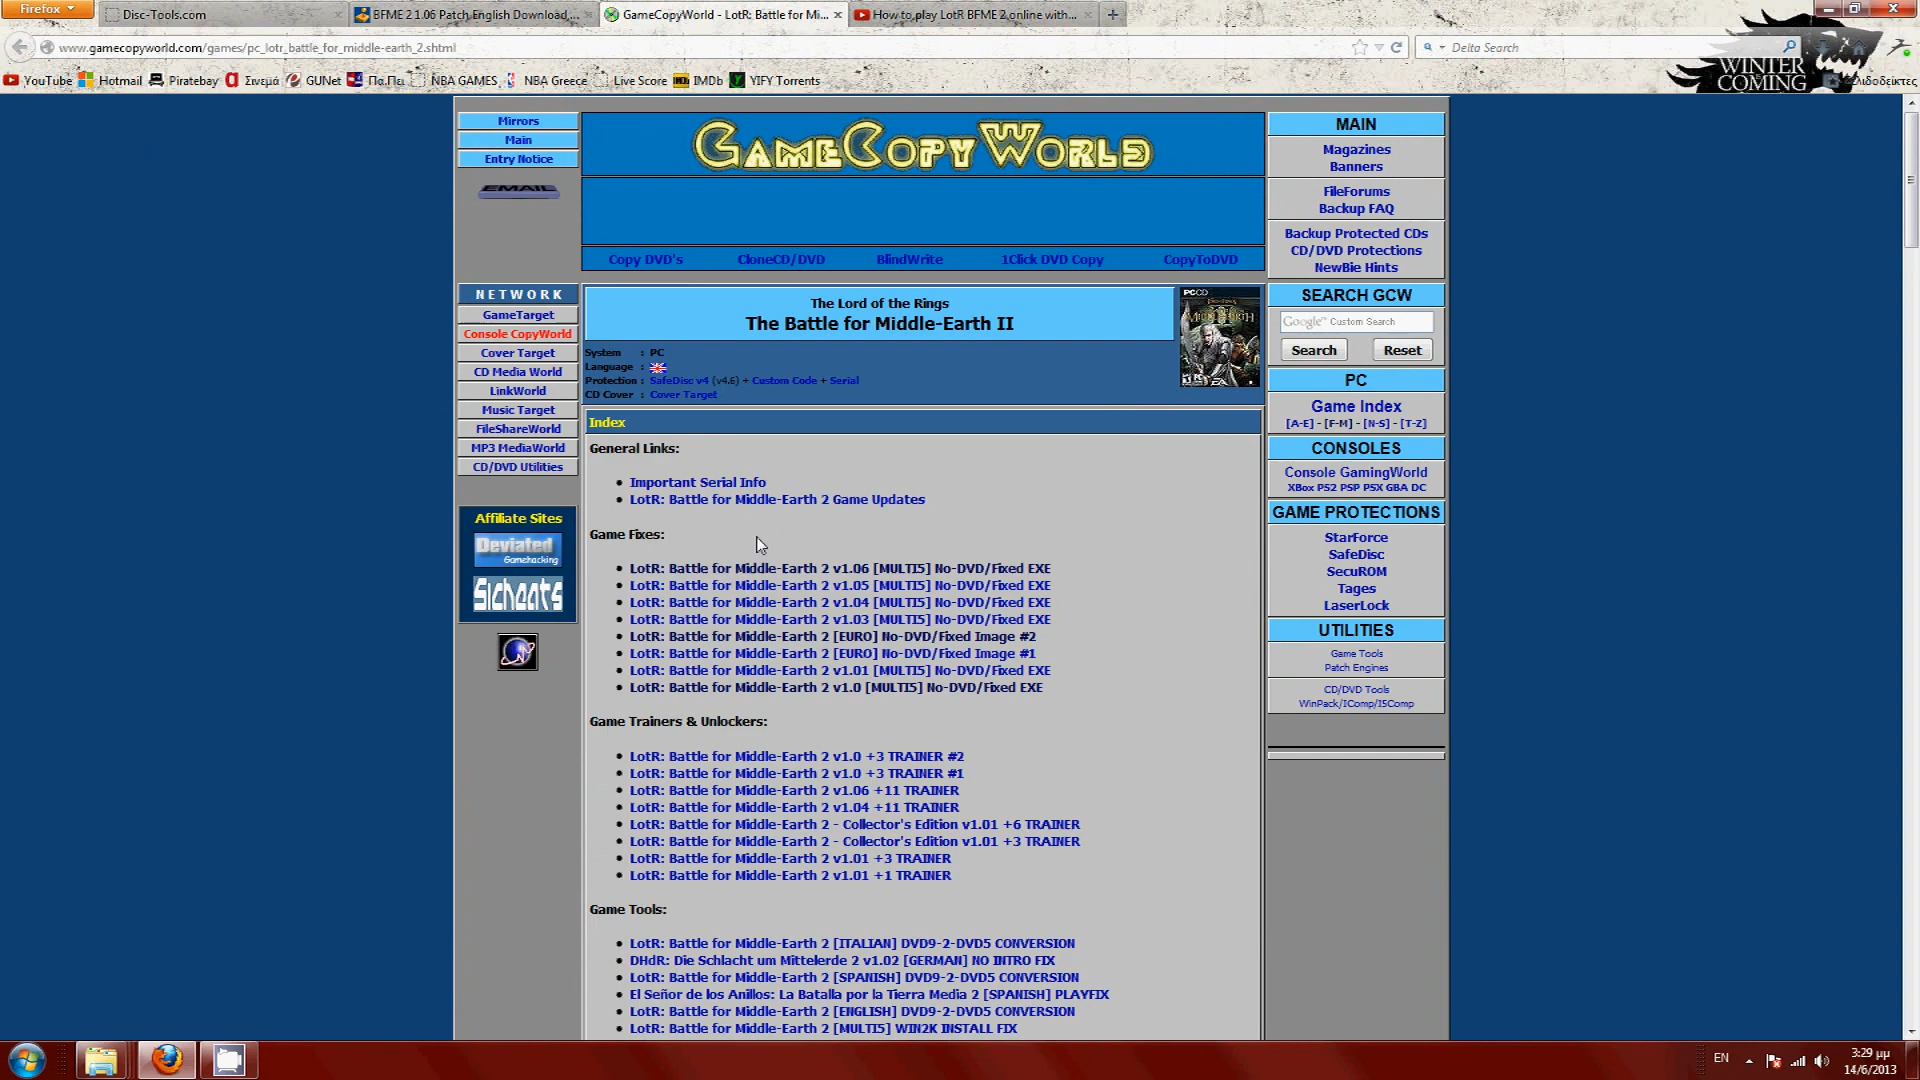 Firefox
Disc-Tools.com
BFME 2 1.06 Patch English Download,...
GameCopyWorld - LotR: Battle for Mi...
How to play LotR BFME 2 online with...
www.gamecopyworld.com/games/pc_lotr_battle_for_middle-earth_2.shtml
Delta Search
YouTube
Hotmail
Piratebay
Σινεμά
GUNet
Πα.Πει
NBA GAMES
NBA Greece
Live Score
IMDb
YIFY Torrents
WINTER
COMING
Mirrors
Main
Entry Notice
EMAIL
GAMECOPYWORLD
Copy DVD's
CloneCD/DVD
BlindWrite
1Click DVD Copy
CopyToDVD
NETWORK
GameTarget
Console CopyWorld
Cover Target
CD Media World
LinkWorld
Music Target
FileShareWorld
MP3 MediaWorld
CD/DVD Utilities
Affiliate Sites
Deviated
Gamehacking
Sicheats
The Lord of the Rings
The Battle for Middle-Earth II
System : PC
Language :
Protection : SafeDisc v4 (v4.6) + Custom Code + Serial
CD Cover : Cover Target
Index
General Links:
• Important Serial Info
• LotR: Battle for Middle-Earth 2 Game Updates
Game Fixes:
• LotR: Battle for Middle-Earth 2 v1.06 [MULTI5] No-DVD/Fixed EXE
• LotR: Battle for Middle-Earth 2 v1.05 [MULTI5] No-DVD/Fixed EXE
• LotR: Battle for Middle-Earth 2 v1.04 [MULTI5] No-DVD/Fixed EXE
• LotR: Battle for Middle-Earth 2 v1.03 [MULTI5] No-DVD/Fixed EXE
• LotR: Battle for Middle-Earth 2 [EURO] No-DVD/Fixed Image #2
• LotR: Battle for Middle-Earth 2 [EURO] No-DVD/Fixed Image #1
• LotR: Battle for Middle-Earth 2 v1.01 [MULTI5] No-DVD/Fixed EXE
• LotR: Battle for Middle-Earth 2 v1.0 [MULTI5] No-DVD/Fixed EXE
Game Trainers & Unlockers:
• LotR: Battle for Middle-Earth 2 v1.0 +3 TRAINER #2
• LotR: Battle for Middle-Earth 2 v1.0 +3 TRAINER #1
• LotR: Battle for Middle-Earth 2 v1.06 +11 TRAINER
• LotR: Battle for Middle-Earth 2 v1.04 +11 TRAINER
• LotR: Battle for Middle-Earth 2 - Collector's Edition v1.01 +6 TRAINER
• LotR: Battle for Middle-Earth 2 - Collector's Edition v1.01 +3 TRAINER
• LotR: Battle for Middle-Earth 2 v1.01 +3 TRAINER
• LotR: Battle for Middle-Earth 2 v1.01 +1 TRAINER
Game Tools:
• LotR: Battle for Middle-Earth 2 [ITALIAN] DVD9-2-DVD5 CONVERSION
• DHdR: Die Schlacht um Mittelerde 2 v1.02 [GERMAN] NO INTRO FIX
• LotR: Battle for Middle-Earth 2 [SPANISH] DVD9-2-DVD5 CONVERSION
• El Señor de los Anillos: La Batalla por la Tierra Media 2 [SPANISH] PLAYFIX
• LotR: Battle for Middle-Earth 2 [ENGLISH] DVD9-2-DVD5 CONVERSION
• LotR: Battle for Middle-Earth 2 [MULTI5] WIN2K INSTALL FIX
MAIN
Magazines
Banners
FileForums
Backup FAQ
Backup Protected CDs
CD/DVD Protections
NewBie Hints
SEARCH GCW
Google™ Custom Search
Search
Reset
PC
Game Index
[A-E] - [F-M] - [N-S] - [T-Z]
CONSOLES
Console GamingWorld
XBox PS2 PSP PSX GBA DC
GAME PROTECTIONS
StarForce
SafeDisc
SecuROM
Tages
LaserLock
UTILITIES
Game Tools
Patch Engines
CD/DVD Tools
WinPack/IComp/I5Comp
EN
3:29 μμ
14/6/2013